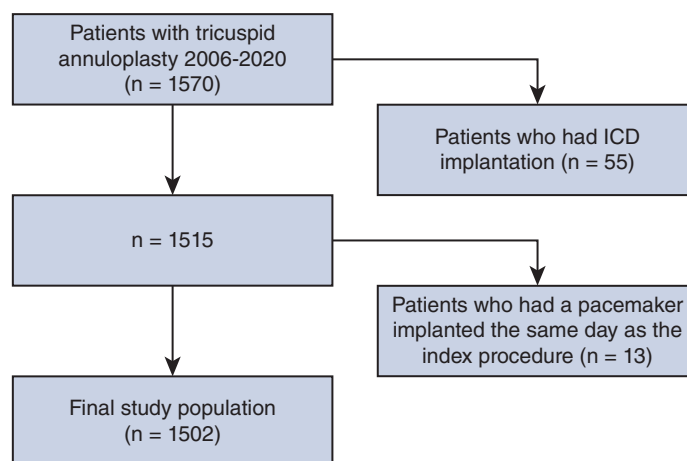 Patients with tricuspid
annuloplasty 2006-2020
(n = 1570)
Patients who had ICD
implantation (n = 55)
n = 1515
Patients who had a pacemaker
implanted the same day as the
index procedure (n = 13)
Final study population
(n = 1502)